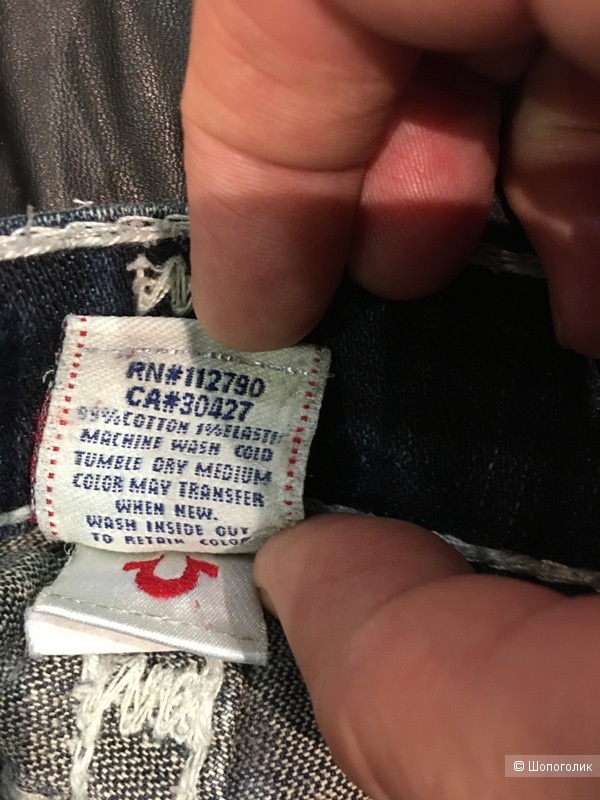 RN#112790
CA#30427
99%COTTON 1%ELASTI
MACHINE WASH COLD
TUMBLE DRY MEDIUM
COLOR MAY TRANSFER
WHEN NEW.
WASH INSIDE OUT
TO RETAIN COLOR
© Шопоголик